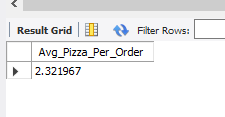 Result Grid Filter Rows:
Avg_Pizza_Per_Order
2.321967